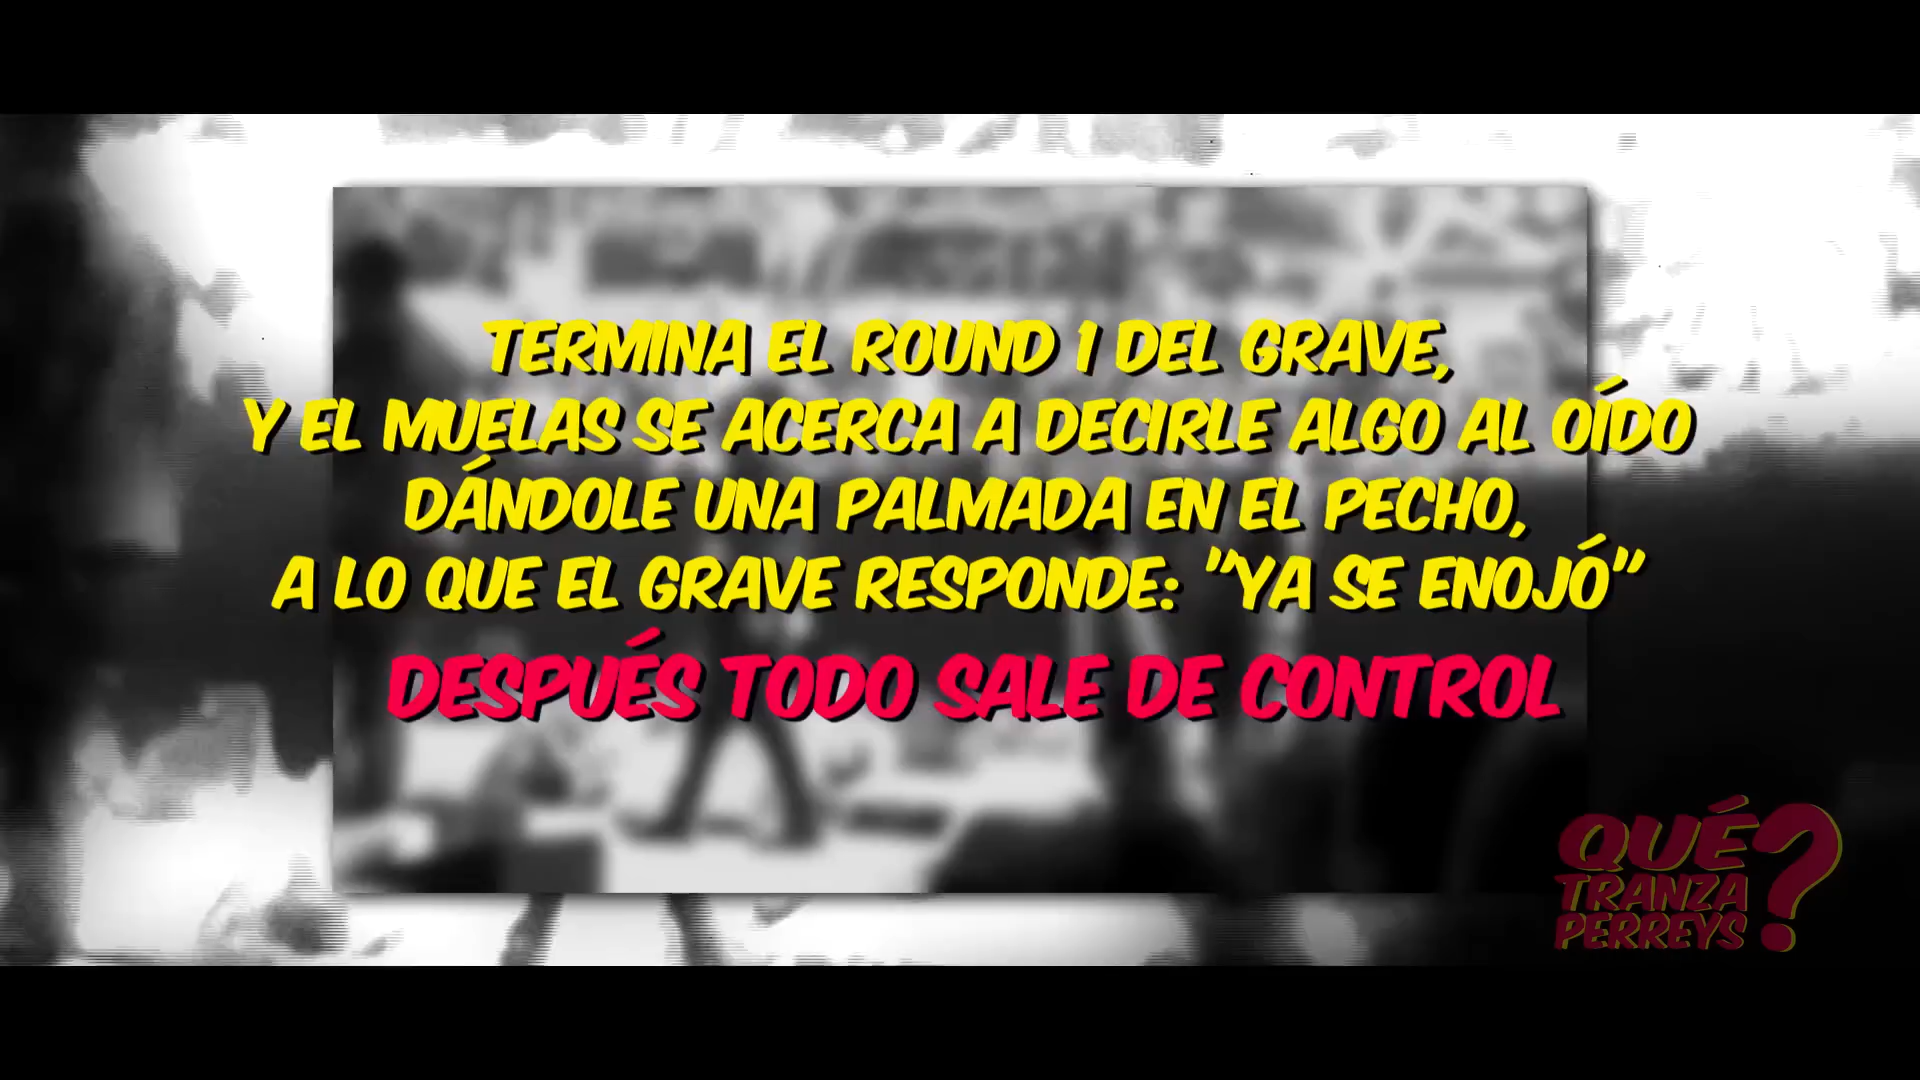 TERMINA EL ROUND 1 DEL GRAVE,
Y EL MUELAS SE ACERCA A DECIRLE ALGO AL OÍDO
DÁNDOLE UNA PALMADA EN EL PECHO,
A LO QUE EL GRAVE RESPONDE: "YA SE ENOJÓ"
DESPUÉS TODO SALE DE CONTROL
QUÉ
TRANZA
PERREYS?